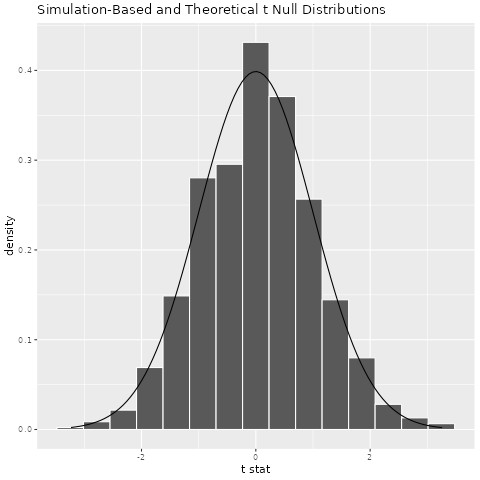 Simulation-Based and Theoretical t Null Distributions
0.4
0.3
0.2
0.1
0.0
density
-2
0
2
t stat